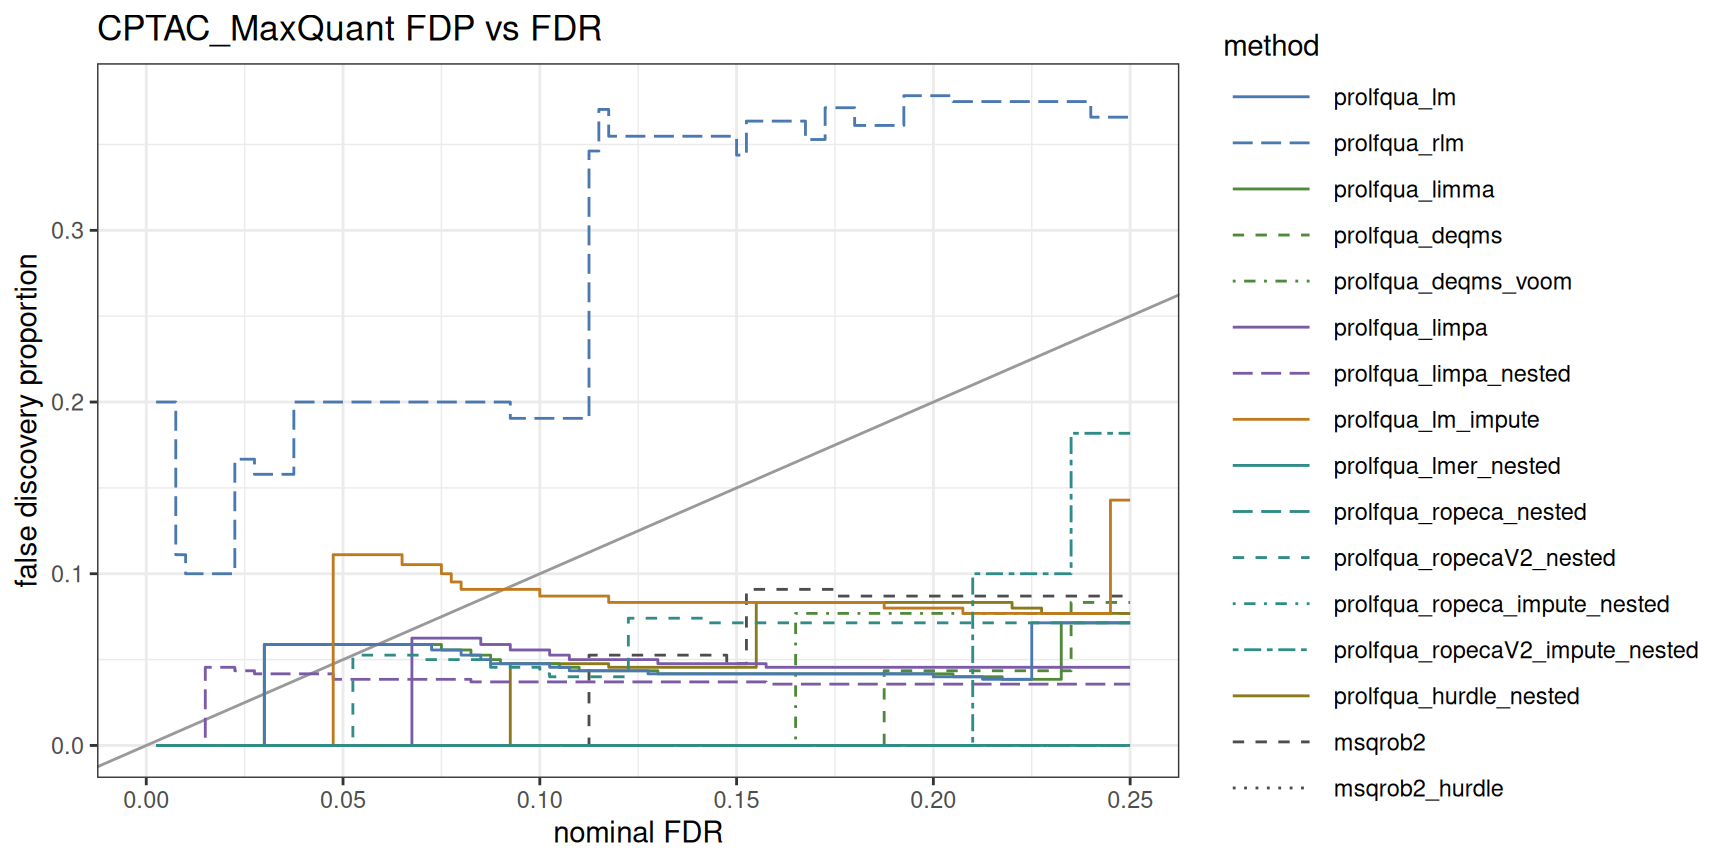 CPTAC_MaxQuant FDP vs FDR
false discovery proportion
0.3
0.2
0.1
0.0
0.00 0.05 0.10 0.15 0.20 0.25
nominal FDR
method
prolfqua_lm
prolfqua_rlm
prolfqua_limma
prolfqua_deqms
prolfqua_deqms_voom
prolfqua_limpa
prolfqua_limpa_nested
prolfqua_lm_impute
prolfqua_lmer_nested
prolfqua_ropeca_nested
prolfqua_ropecaV2_nested
prolfqua_ropeca_impute_nested
prolfqua_ropecaV2_impute_nested
prolfqua_hurdle_nested
msqrob2
msqrob2_hurdle